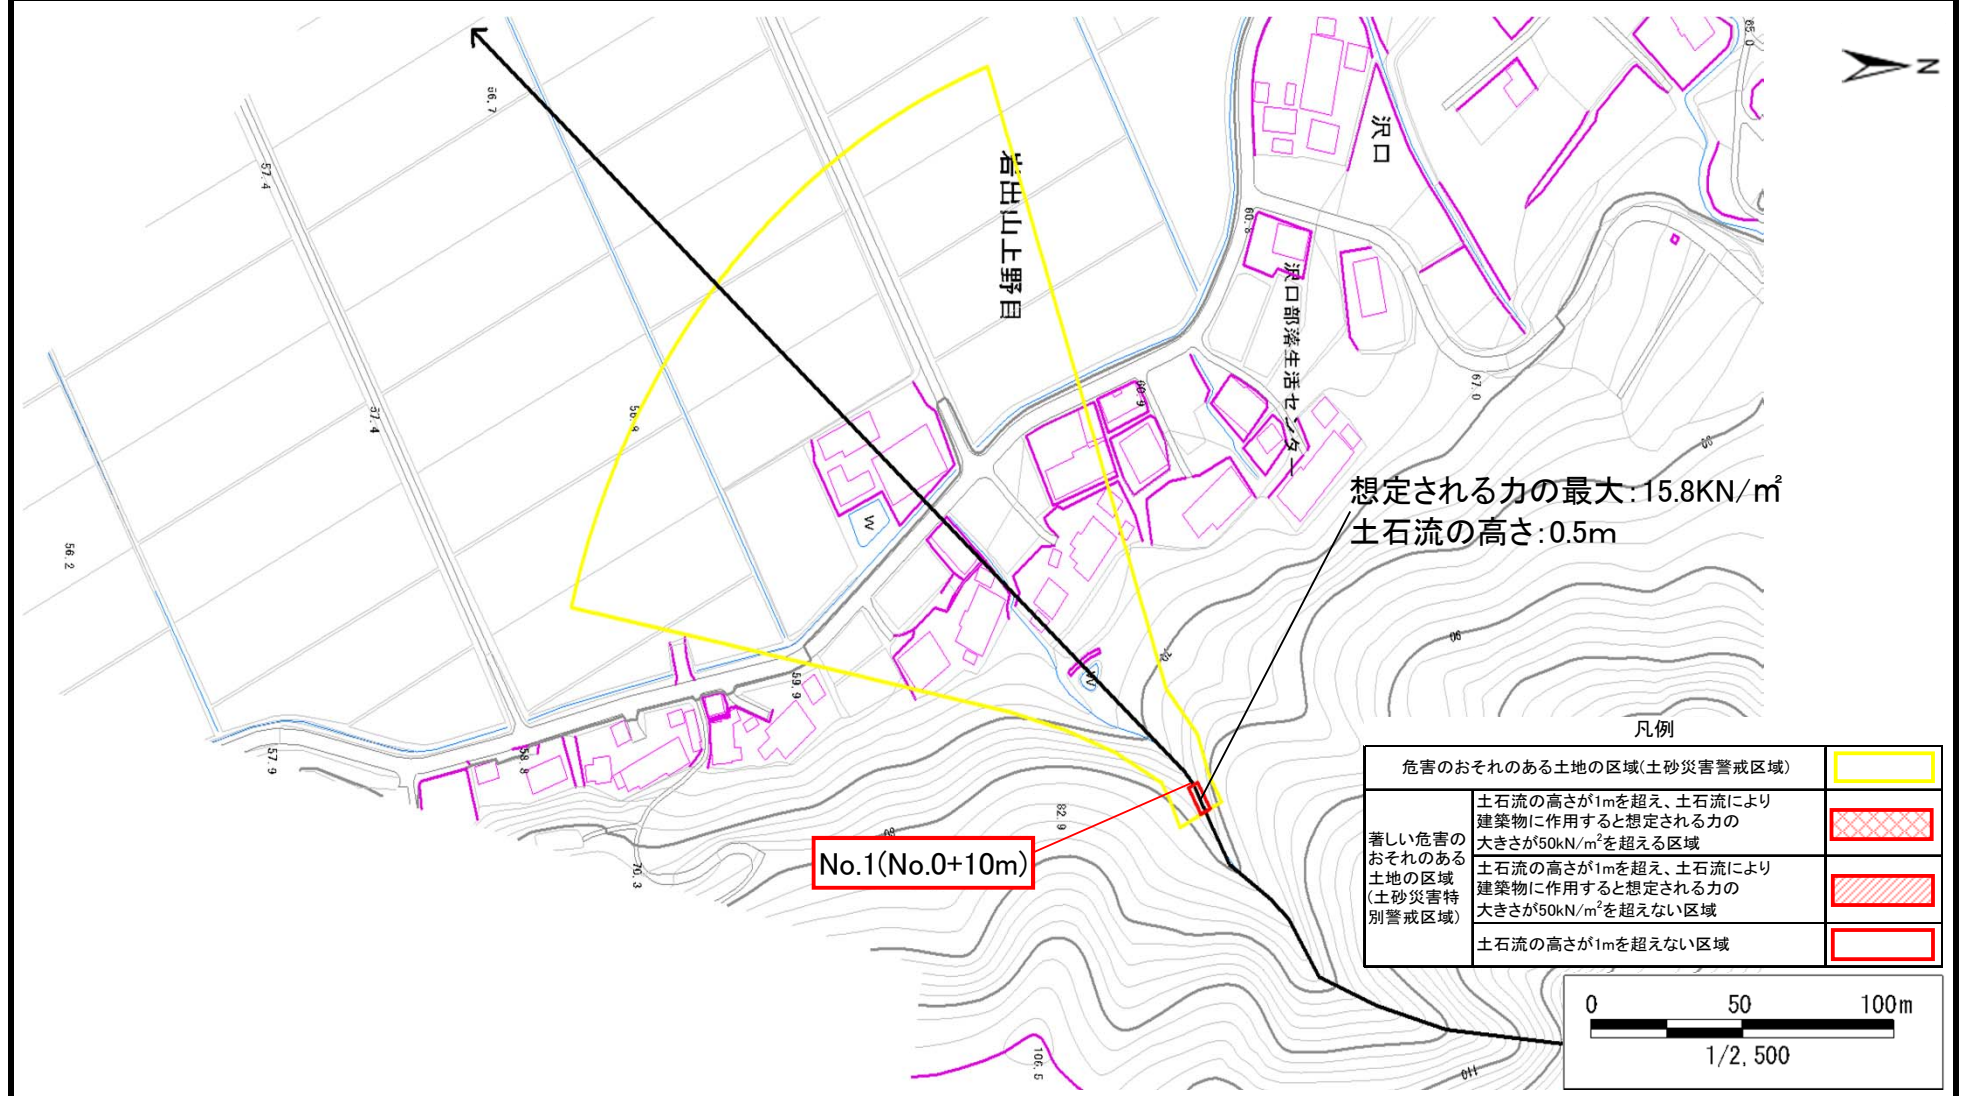 N
65.0
56.7
57.4
沢口
岩出山上野目
60.8
沢口部落生活センター
67.0
60.9
57.4
80
想定される力の最大:15.8KN/㎡
土石流の高さ:0.5m
W
56.2
90
70
W
59.9
58.8
57.9
凡例
危害のおそれのある土地の区域(土砂災害警戒区域)
著しい危害の
おそれのある
土地の区域
(土砂災害特
別警戒区域)
土石流の高さが1mを超え、土石流により
建築物に作用すると想定される力の
大きさが50kN/m²を超える区域
土石流の高さが1mを超え、土石流により
建築物に作用すると想定される力の
大きさが50kN/m²を超えない区域
土石流の高さが1mを超えない区域
82.9
80
No.1(No.0+10m)
70.3
106.5
110
0 50 100m
1/2,500